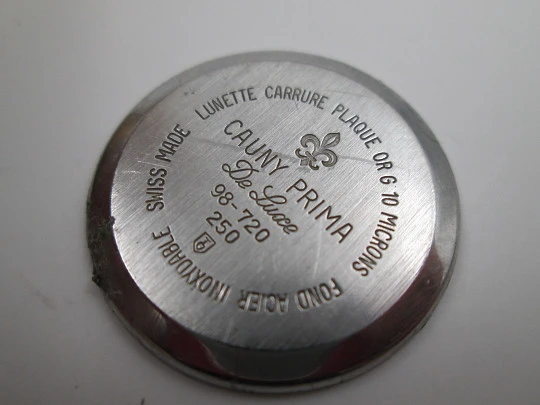 LUNETTE CARRURE PLAQUE OR G 10 MICRONS FOND ACIER INOXYDABLE SWISS MADE
CAUNY PRIMA
De Luxe
98-720
250